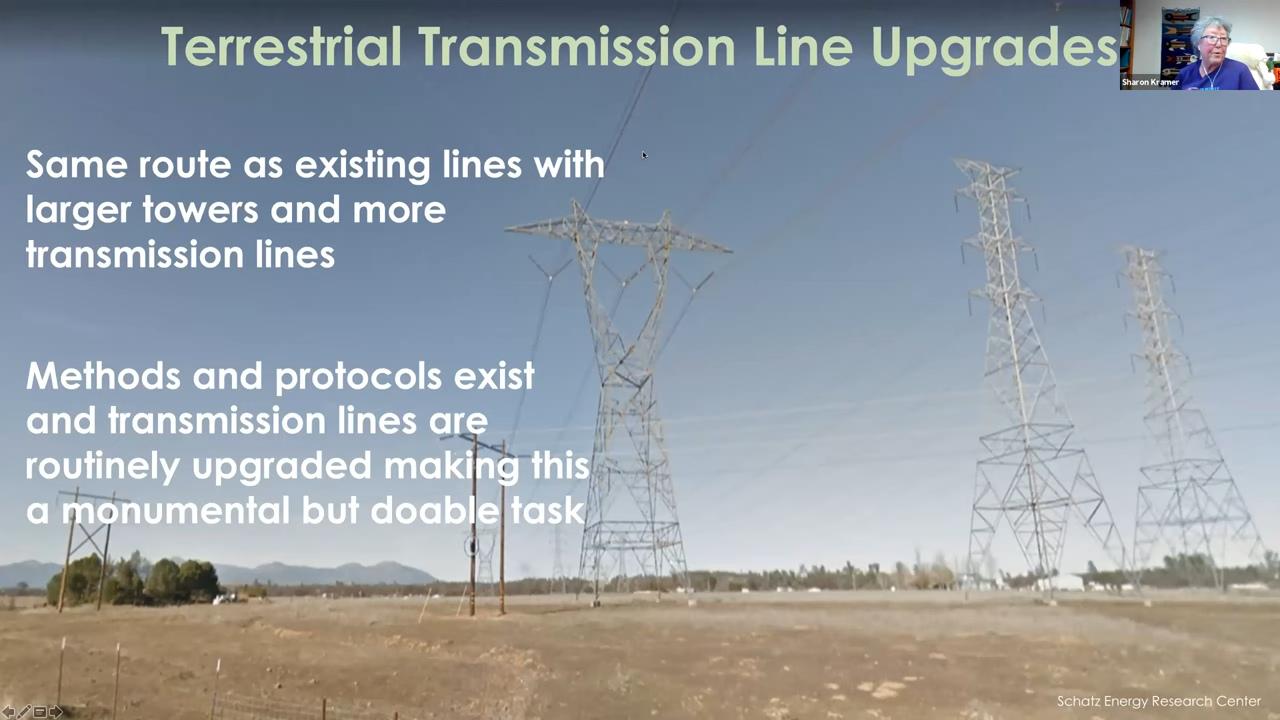 Terrestrial Transmission Line Upgrades
Sharon Kramer
Same route as existing lines with
larger towers and more
transmission lines
Methods and protocols exist
and transmission lines are
routinely upgraded making this
a monumental but doable task
Schatz Energy Research Center